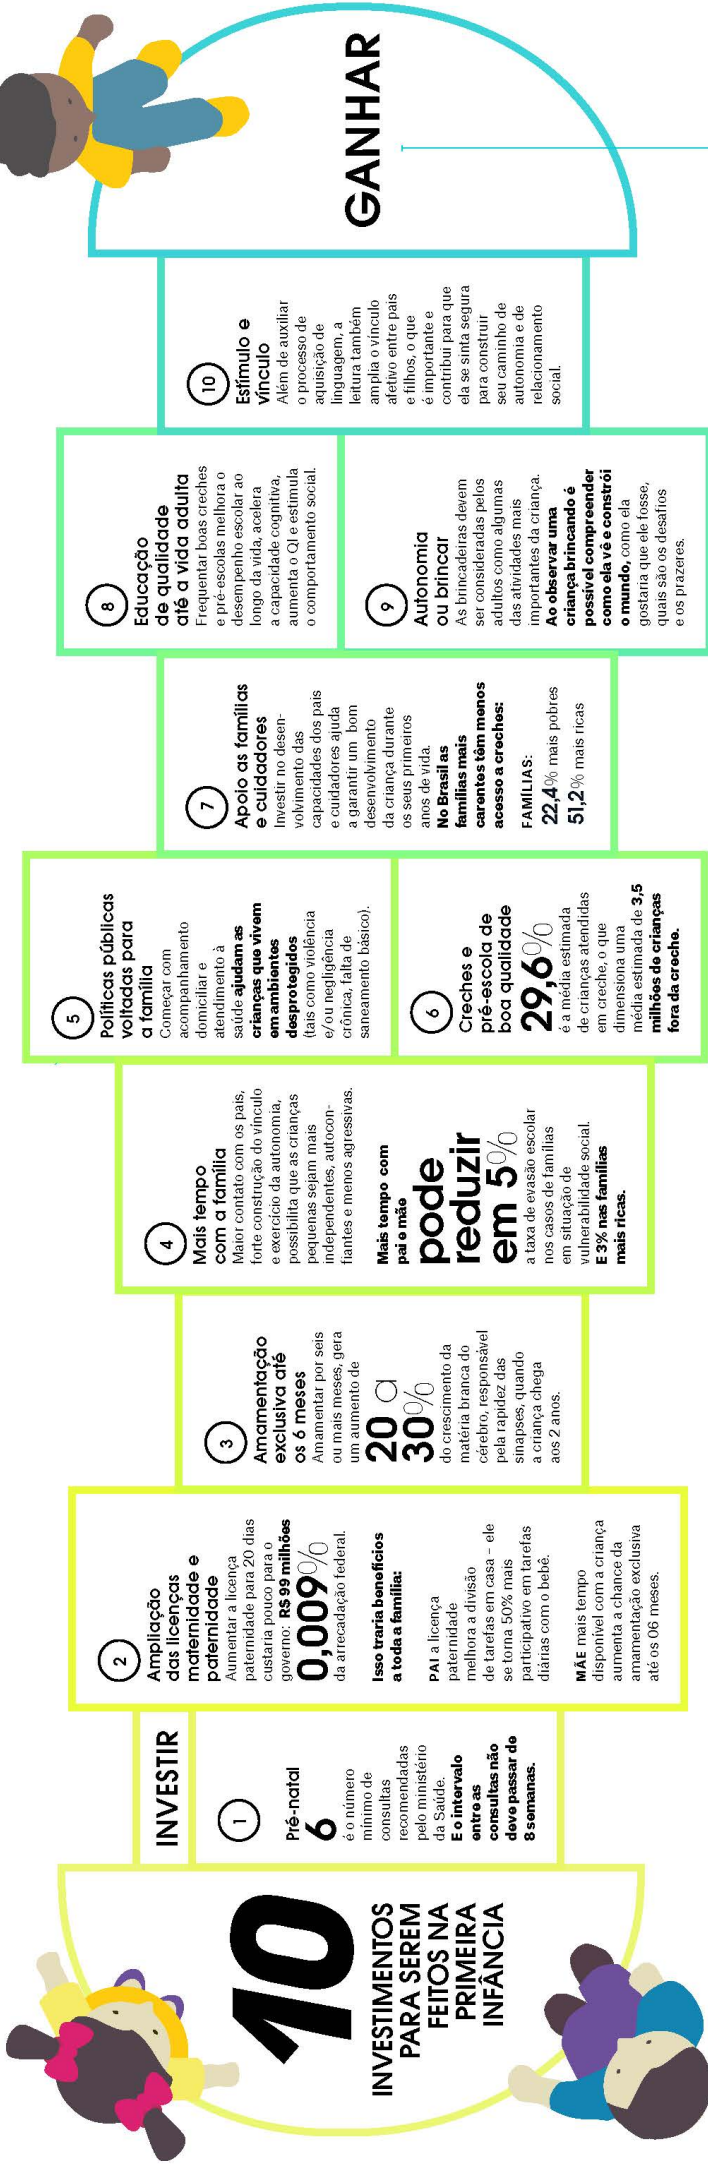 10
INVESTIMENTOS
PARA SEREM
FEITOS NA
PRIMEIRA
INFÂNCIA
INVESTIR
1
Pré-natal
6
é o número
mínimo de
consultas
recomendadas
pelo ministério
da Saúde.
E o intervalo
entre as
consultas não
deve passar de
8 semanas.
2
Ampliação
das licenças
maternidade e
paternidade
Aumentar a licença
paternidade para 20 dias
custaria pouco para o
governo: R$ 99 milhões
0,009%
da arrecadação federal.
Isso traria benefícios
a toda a família:
PAI a licença
paternidade
melhora a divisão
de tarefas em casa – ele
se torna 50% mais
participativo em tarefas
diárias com o bebê.
MÃE mais tempo
disponível com a criança
aumenta a chance da
amamentação exclusiva
até os 06 meses.
3
Amamentação
exclusiva até
os 6 meses
Amamentar por seis
ou mais meses, gera
um aumento de
20 a
30%
do crescimento da
matéria branca do
cérebro, responsável
pela rapidez das
sinapses, quando
a criança chega
aos 2 anos.
4
Mais tempo
com a família
Maior contato com os pais,
forte construção do vínculo
e exercício da autonomia,
possibilita que as crianças
pequenas sejam mais
independentes, autocon-
fiantes e menos agressivas.
Mais tempo com
pai e mãe
pode
reduzir
em 5%
a taxa de evasão escolar
nos casos de famílias
em situação de
vulnerabilidade social.
E 3% nas famílias
mais ricas.
5
Políticas públicas
voltadas para
a família
Começar com
acompanhamento
domiciliar e
atendimento à
saúde ajudam as
crianças que vivem
em ambientes
desprotegidos
(tais como violência
e/ou negligência
crônica, falta de
saneamento básico).
6
Creches e
pré-escola de
boa qualidade
29,6%
é a média estimada
de crianças atendidas
em creche, o que
dimensiona uma
média estimada de 3,5
milhões de crianças
fora da creche.
7
Apoio as famílias
e cuidadores
Investir no desen-
volvimento das
capacidades dos pais
e cuidadores ajuda
a garantir um bom
desenvolvimento
da criança durante
os seus primeiros
anos de vida.
No Brasil as
famílias mais
carentes têm menos
acesso a creches:
FAMÍLIAS:
22,4% mais pobres
51,2% mais ricas
8
Educação
de qualidade
até a vida adulta
Frequentar boas creches
e pré-escolas melhora o
desempenho escolar ao
longo da vida, acelera
a capacidade cognitiva,
aumenta o QI e estimula
o comportamento social.
9
Autonomia
ou brincar
As brincadeiras devem
ser consideradas pelos
adultos como algumas
das atividades mais
importantes da criança.
Ao observar uma
criança brincando é
possível compreender
como ela vê e constrói
o mundo, como ela
gostaria que ele fosse,
quais são os desafios
e os prazeres.
10
Estímulo e
vínculo
Além de auxiliar
o processo de
aquisição de
linguagem, a
leitura também
amplia o vínculo
afetivo entre pais
e filhos, o que
é importante e
contribui para que
ela se sinta segura
para construir
seu caminho de
autonomia e de
relacionamento
social.
GANHAR